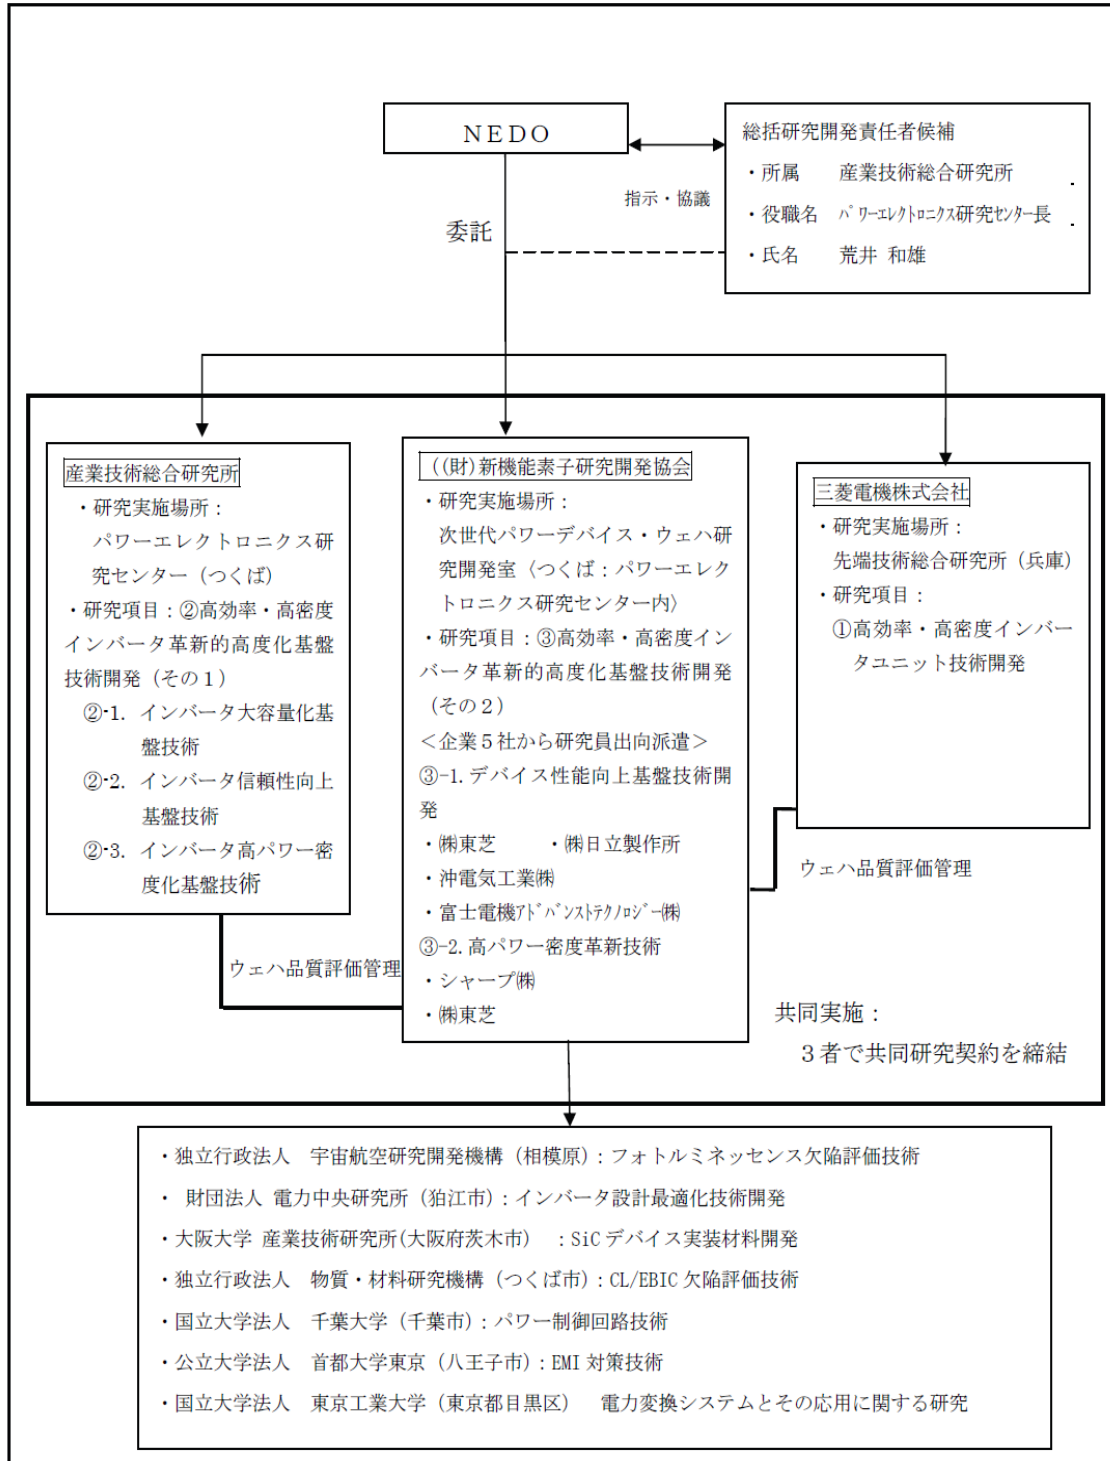 NEDO
総括研究開発責任者候補
・所属 産業技術総合研究所
・役職名 ﾊﾟﾜｰｴﾚｸﾄﾛﾆｸｽ研究ｾﾝﾀｰ長
・氏名 荒井 和雄
指示・協議
委託
産業技術総合研究所
・研究実施場所：
パワーエレクトロニクス研
究センター（つくば）
・研究項目：②高効率・高密度
インバータ革新的高度化基盤
技術開発（その１）
②-1. インバータ大容量化基
盤技術
②-2. インバータ信頼性向上
基盤技術
②-3. インバータ高パワー密
度化基盤技術
((財)新機能素子研究開発協会
・研究実施場所：
次世代パワーデバイス・ウェハ研
究開発室〈つくば：パワーエレク
トロニクス研究センター内〉
・研究項目：③高効率・高密度イン
バータ革新的高度化基盤技術開発
（その２）
＜企業５社から研究員出向派遣＞
③-1.デバイス性能向上基盤技術開
発
・㈱東芝 ・㈱日立製作所
・沖電気工業㈱
・富士電機ｱﾄﾞﾊﾞﾝｽﾄﾃｸﾉﾛｼﾞｰ㈱
③-2.高パワー密度革新技術
・シャープ㈱
・㈱東芝
三菱電機株式会社
・研究実施場所：
先端技術総合研究所（兵庫）
・研究項目：
①高効率・高密度インバー
タユニット技術開発
ウェハ品質評価管理
ウェハ品質評価管理
共同実施：
３者で共同研究契約を締結
・独立行政法人 宇宙航空研究開発機構（相模原）：フォトルミネッセンス欠陥評価技術
・ 財団法人 電力中央研究所（狛江市）：インバータ設計最適化技術開発
・大阪大学 産業技術研究所(大阪府茨木市） ：SiCデバイス実装材料開発
・独立行政法人 物質・材料研究機構（つくば市）：CL/EBIC欠陥評価技術
・国立大学法人 千葉大学（千葉市）：パワー制御回路技術
・公立大学法人 首都大学東京（八王子市）：EMI対策技術
・国立大学法人 東京工業大学（東京都目黒区） 電力変換システムとその応用に関する研究